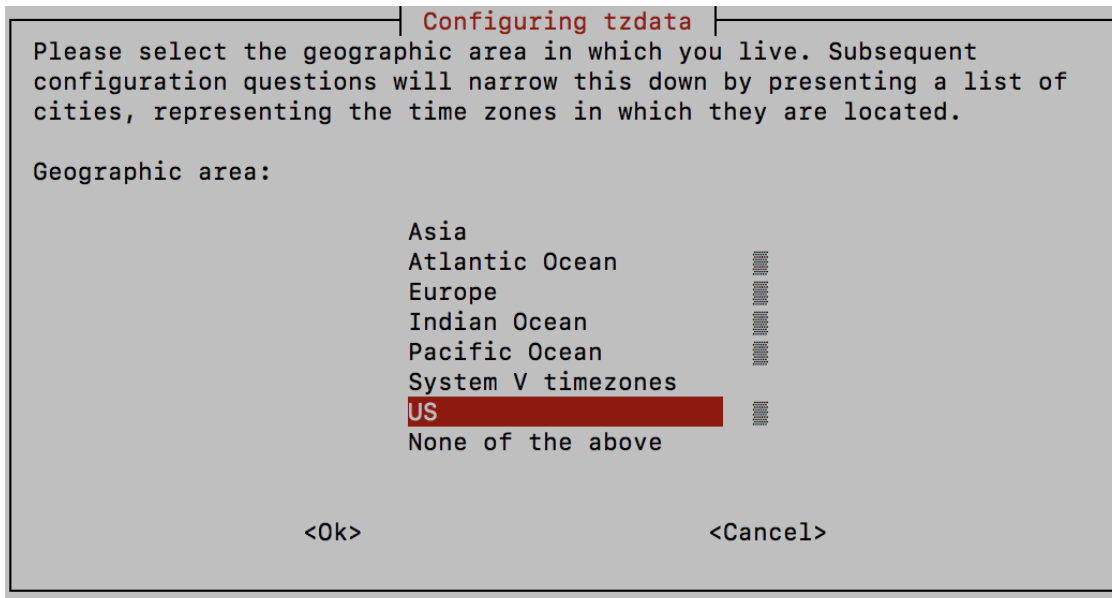 Configuring tzdata
Please select the geographic area in which you live. Subsequent
configuration questions will narrow this down by presenting a list of
cities, representing the time zones in which they are located.
Geographic area:
Asia
Atlantic Ocean
Europe
Indian Ocean
Pacific Ocean
System V timezones
US
None of the above
<Ok> <Cancel>